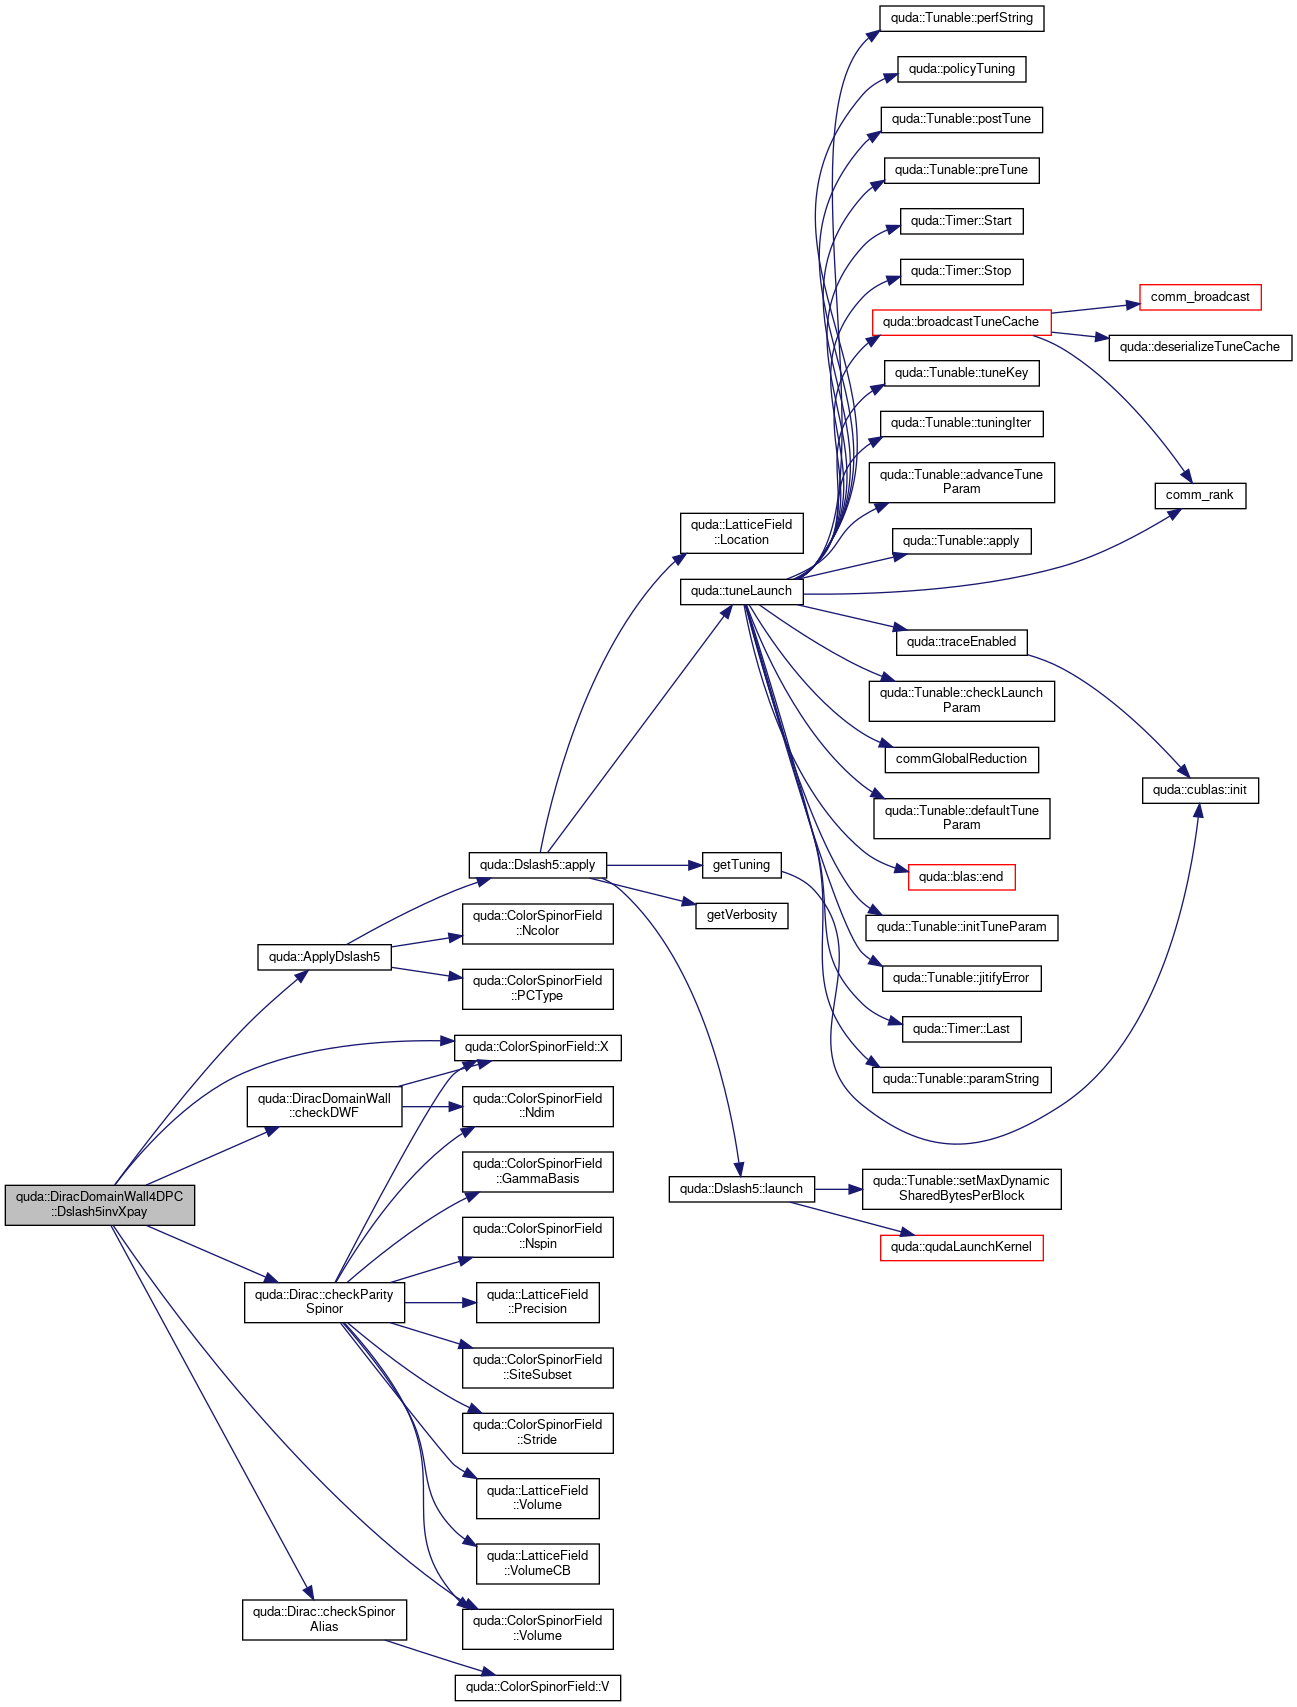 quda::DiracDomainWall4DPC
::Dslash5invXpay
quda::ApplyDslash5
quda::DiracDomainWall
::checkDWF
quda::Dirac::checkParity
Spinor
quda::Dirac::checkSpinor
Alias
quda::Dslash5::apply
quda::ColorSpinorField
::Ncolor
quda::ColorSpinorField
::PCType
quda::ColorSpinorField::X
quda::ColorSpinorField
::Ndim
quda::ColorSpinorField
::GammaBasis
quda::ColorSpinorField
::Nspin
quda::LatticeField
::Precision
quda::ColorSpinorField
::SiteSubset
quda::ColorSpinorField
::Stride
quda::LatticeField
::Volume
quda::LatticeField
::VolumeCB
quda::ColorSpinorField
::Volume
quda::ColorSpinorField::V
quda::LatticeField
::Location
quda::tuneLaunch
getTuning
getVerbosity
quda::Dslash5::launch
quda::Tunable::perfString
quda::policyTuning
quda::Tunable::postTune
quda::Tunable::preTune
quda::Timer::Start
quda::Timer::Stop
quda::broadcastTuneCache
quda::Tunable::tuneKey
quda::Tunable::tuningIter
quda::Tunable::advanceTune
Param
quda::Tunable::apply
quda::traceEnabled
quda::Tunable::checkLaunch
Param
commGlobalReduction
quda::Tunable::defaultTune
Param
quda::blas::end
quda::Tunable::initTuneParam
quda::Tunable::jitifyError
quda::Timer::Last
quda::Tunable::paramString
quda::Tunable::setMaxDynamic
SharedBytesPerBlock
quda::qudaLaunchKernel
comm_broadcast
quda::deserializeTuneCache
comm_rank
quda::cublas::init